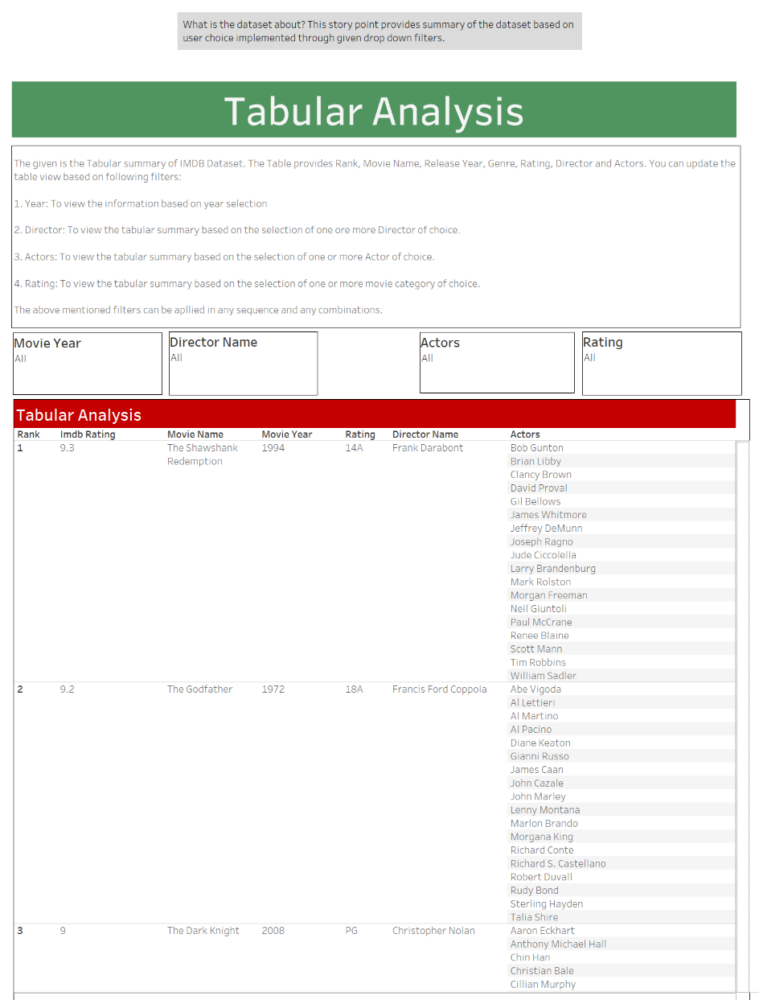 What is the dataset about? This story point provides summary of the dataset based on
user choice implemented through given drop down filters.
Tabular Analysis
The given is the Tabular summary of IMDB Dataset. The Table provides Rank, Movie Name, Release Year, Genre, Rating, Director and Actors. You can update the
table view based on following filters:
1. Year: To view the information based on year selection
2. Director: To view the tabular summary based on the selection of one ore more Director of choice.
3. Actors: To view the tabular summary based on the selection of one or more Actor of choice.
4. Rating: To view the tabular summary based on the selection of one or more movie category of choice.
The above mentioned filters can be apllied in any sequence and any combinations.
Movie Year Director Name Actors Rating
All All All All
Tabular Analysis
Rank Imdb Rating Movie Name Movie Year Rating Director Name Actors
1 9.3 The Shawshank 1994 14A Frank Darabont Bob Gunton
Redemption Brian Libby
Clancy Brown
David Proval
Gil Bellows
James Whitmore
Jeffrey DeMunn
Joseph Ragno
Jude Ciccolella
Larry Brandenburg
Mark Rolston
Morgan Freeman
Neil Giuntoli
Paul McCrane
Renee Blaine
Scott Mann
Tim Robbins
William Sadler
2 9.2 The Godfather 1972 18A Francis Ford Coppola Abe Vigoda
Al Lettieri
Al Martino
Al Pacino
Diane Keaton
Gianni Russo
James Caan
John Cazale
John Marley
Lenny Montana
Marlon Brando
Morgana King
Richard Conte
Richard S. Castellano
Robert Duvall
Rudy Bond
Sterling Hayden
Talia Shire
3 9 The Dark Knight 2008 PG Christopher Nolan Aaron Eckhart
Anthony Michael Hall
Chin Han
Christian Bale
Cillian Murphy